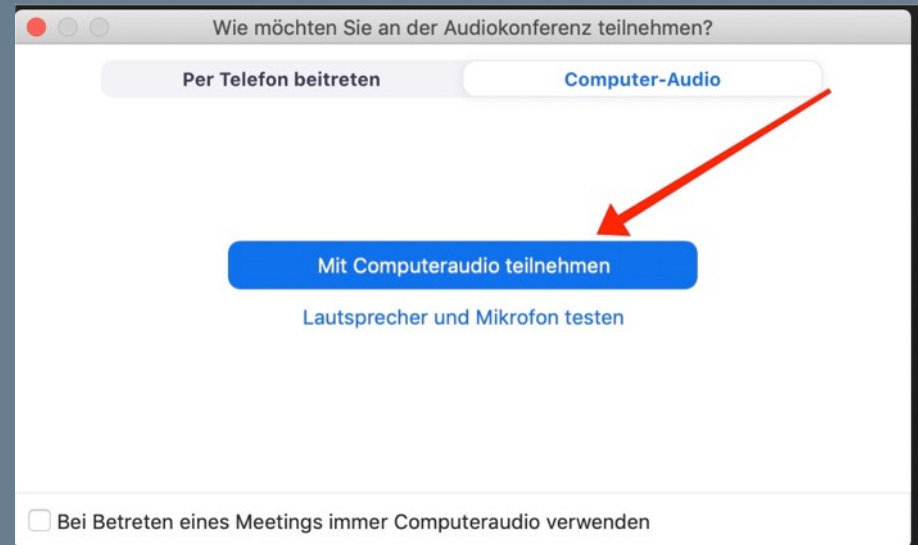 Wie möchten Sie an der Audiokonferenz teilnehmen?
Per Telefon beitreten
Computer-Audio
Mit Computeraudio teilnehmen
Lautsprecher und Mikrofon testen
Bei Betreten eines Meetings immer Computeraudio verwenden